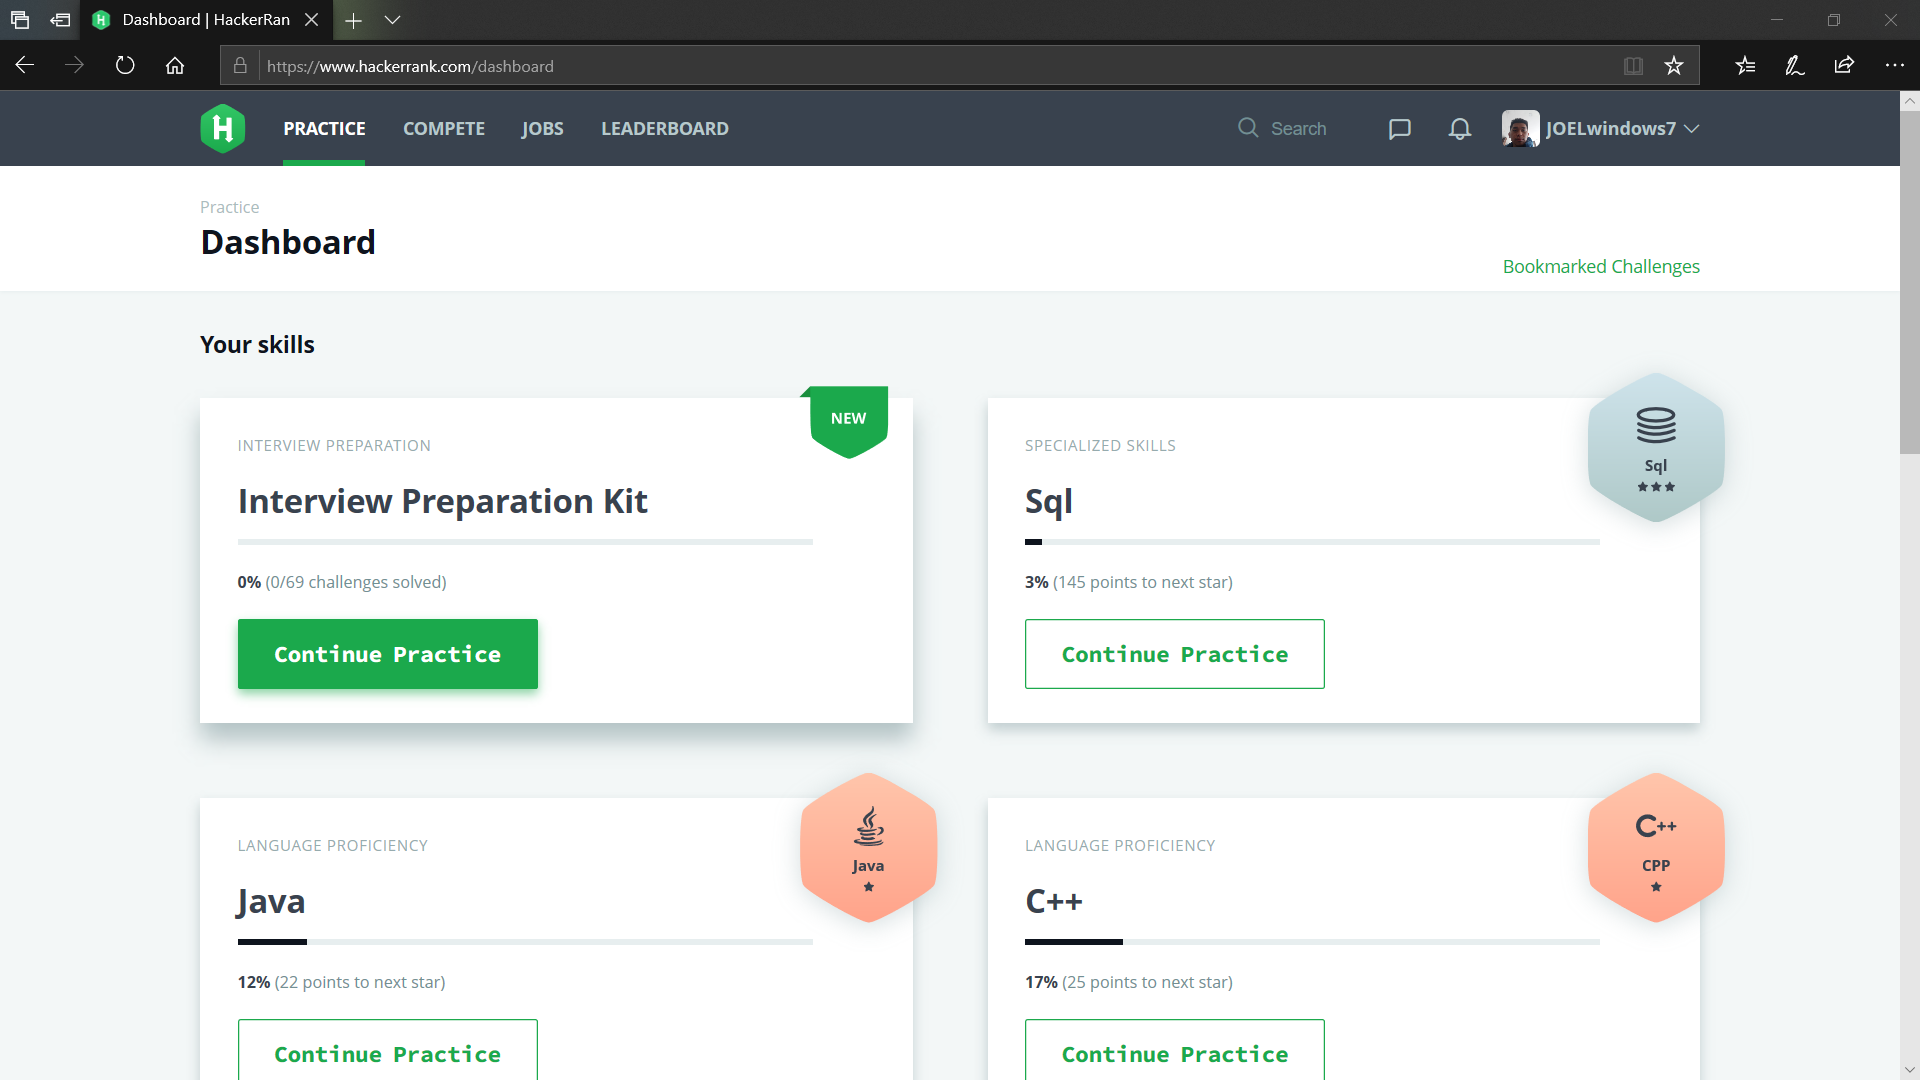 Dashboard | HackerRan
https://www.hackerrank.com/dashboard
H PRACTICE COMPETE JOBS LEADERBOARD Search JOELwindows7
Practice
Dashboard
Bookmarked Challenges
Your skills
NEW
INTERVIEW PREPARATION
Interview Preparation Kit
0% (0/69 challenges solved)
Continue Practice
SPECIALIZED SKILLS
Sql
Sql
3% (145 points to next star)
Continue Practice
LANGUAGE PROFICIENCY
Java
Java
12% (22 points to next star)
Continue Practice
C++
LANGUAGE PROFICIENCY
CPP
C++
17% (25 points to next star)
Continue Practice